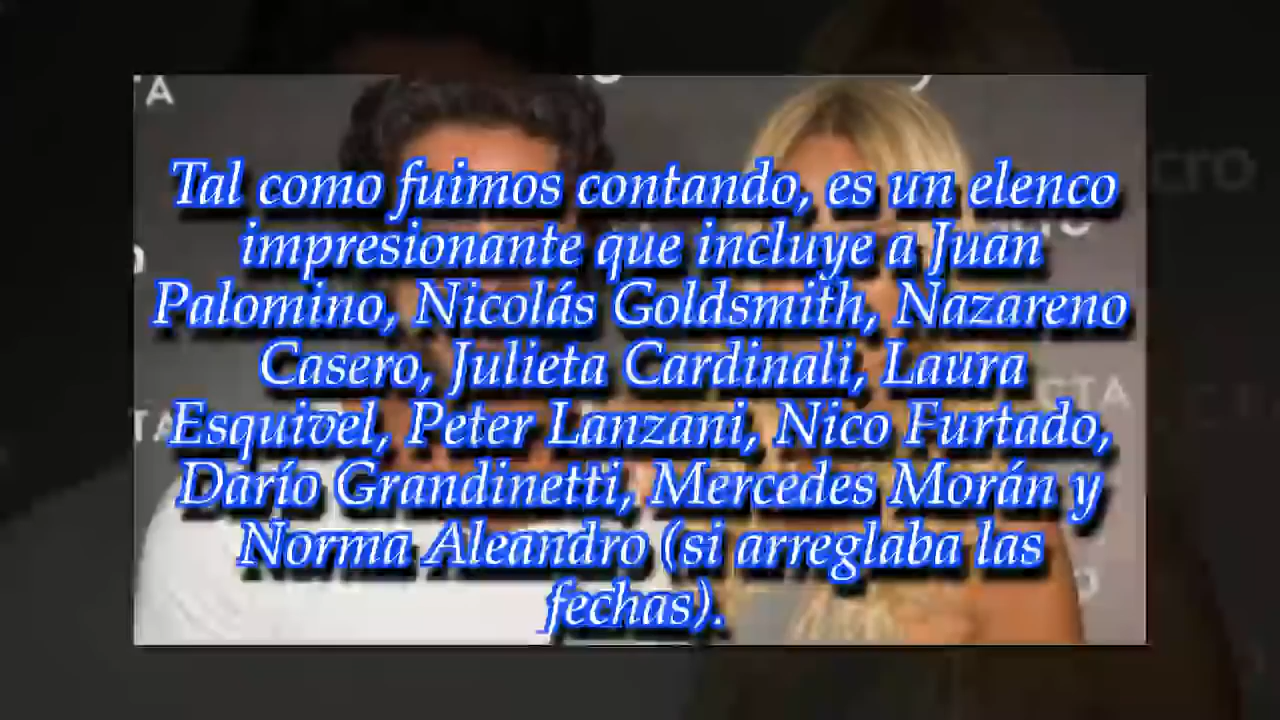 Tal como fuimos contando, es un elenco
impresionante que incluye a Juan
Palomino, Nicolás Goldsmith, Nazareno
Casero, Julieta Cardinali, Laura
Esquivel, Peter Lanzani, Nico Furtado,
Darío Grandinetti, Mercedes Morán y
Norma Aleandro (si arreglaba las
fechas).